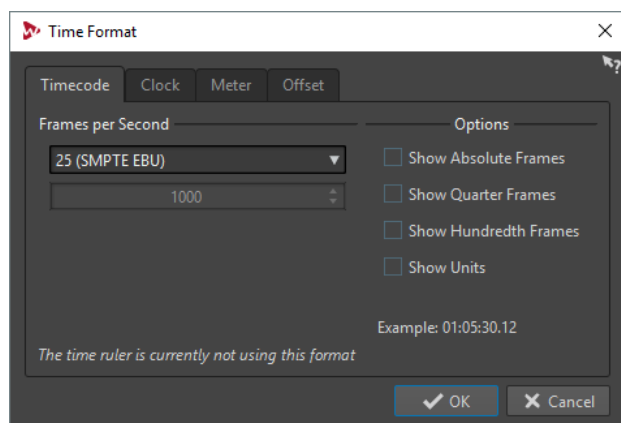 Time Format
Timecode Clock Meter Offset
Frames per Second
25 (SMPTE EBU)
1000
Options
Show Absolute Frames
Show Quarter Frames
Show Hundredth Frames
Show Units
Example: 01:05:30.12
The time ruler is currently not using this format
OK Cancel